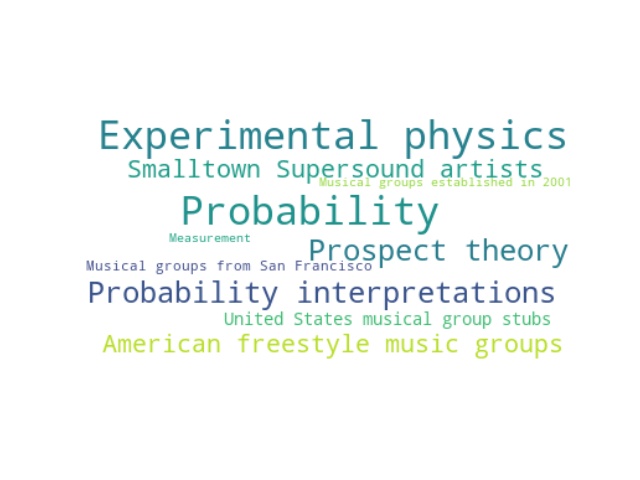 Experimental physics
Smalltown Supersound artists
Musical groups established in 2001
Probability
Measurement
Prospect theory
Musical groups from San Francisco
Probability interpretations
United States musical group stubs
American freestyle music groups